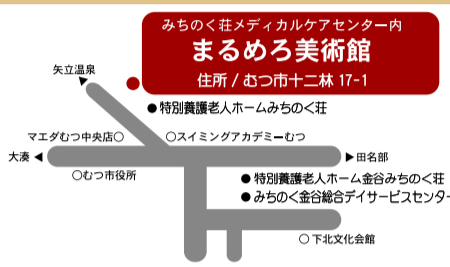 みちのく荘メディカルケアセンター内
まるめろ美術館
住所 / むつ市十二林 17-1
矢立温泉
●特別養護老人ホームみちのく荘
マエダむつ中央店○
○スイミングアカデミーむつ
大湊◀
▶田名部
○むつ市役所
●特別養護老人ホーム金谷みちのく荘
●みちのく金谷総合デイサービスセンター
○下北文化会館